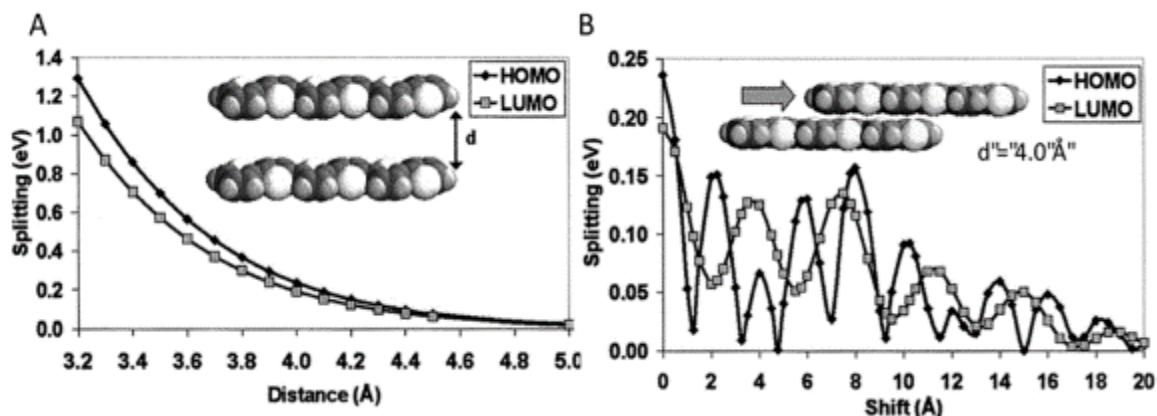 A
1.4
1.2
1.0
0.8
0.6
0.4
0.2
0.0
Splitting (eV)
3.2 3.4 3.6 3.8 4.0 4.2 4.4 4.6 4.8 5.0
Distance (Å)
HOMO
LUMO
d
B
0.25
0.20
0.15
0.10
0.05
0.00
Splitting (eV)
0 2 4 6 8 10 12 14 16 18 20
Shift (Å)
HOMO
LUMO
d"="4.0"Å"